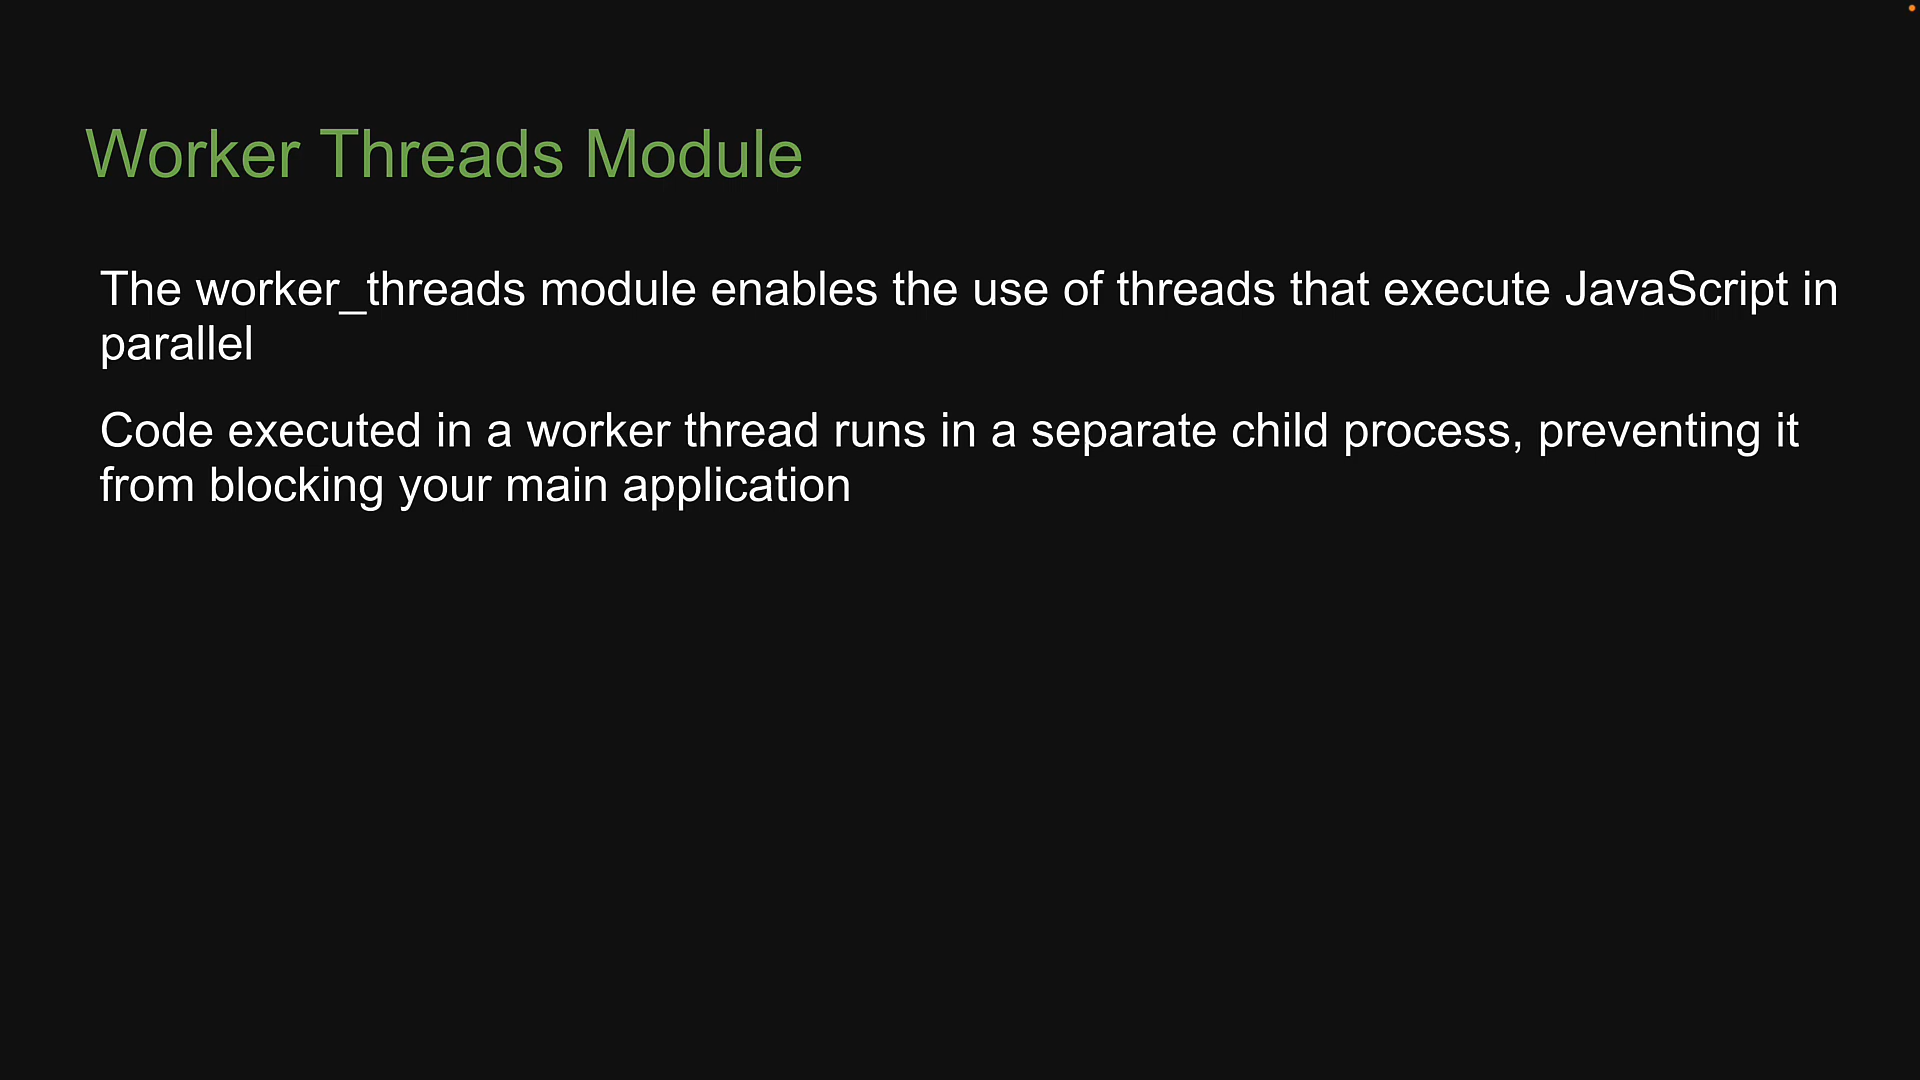 Worker Threads Module
The worker_threads module enables the use of threads that execute JavaScript in
parallel
Code executed in a worker thread runs in a separate child process, preventing it
from blocking your main application